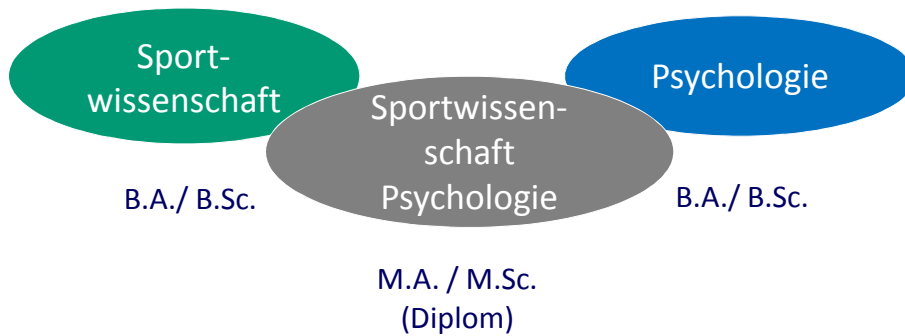 Sport-
wissenschaft
Sportwissen-
schaft
Psychologie
Psychologie
B.A./ B.Sc.
B.A./ B.Sc.
M.A. / M.Sc.
(Diplom)